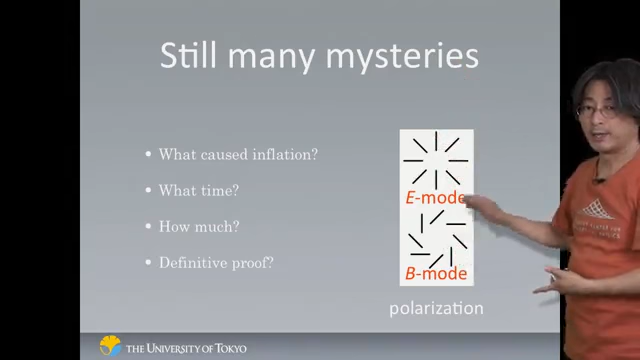 Still many mysteries
• What caused inflation?
• What time?
• How much?
• Definitive proof?
E-mode
B-mode
polarization
THE UNIVERSITY OF TOKYO